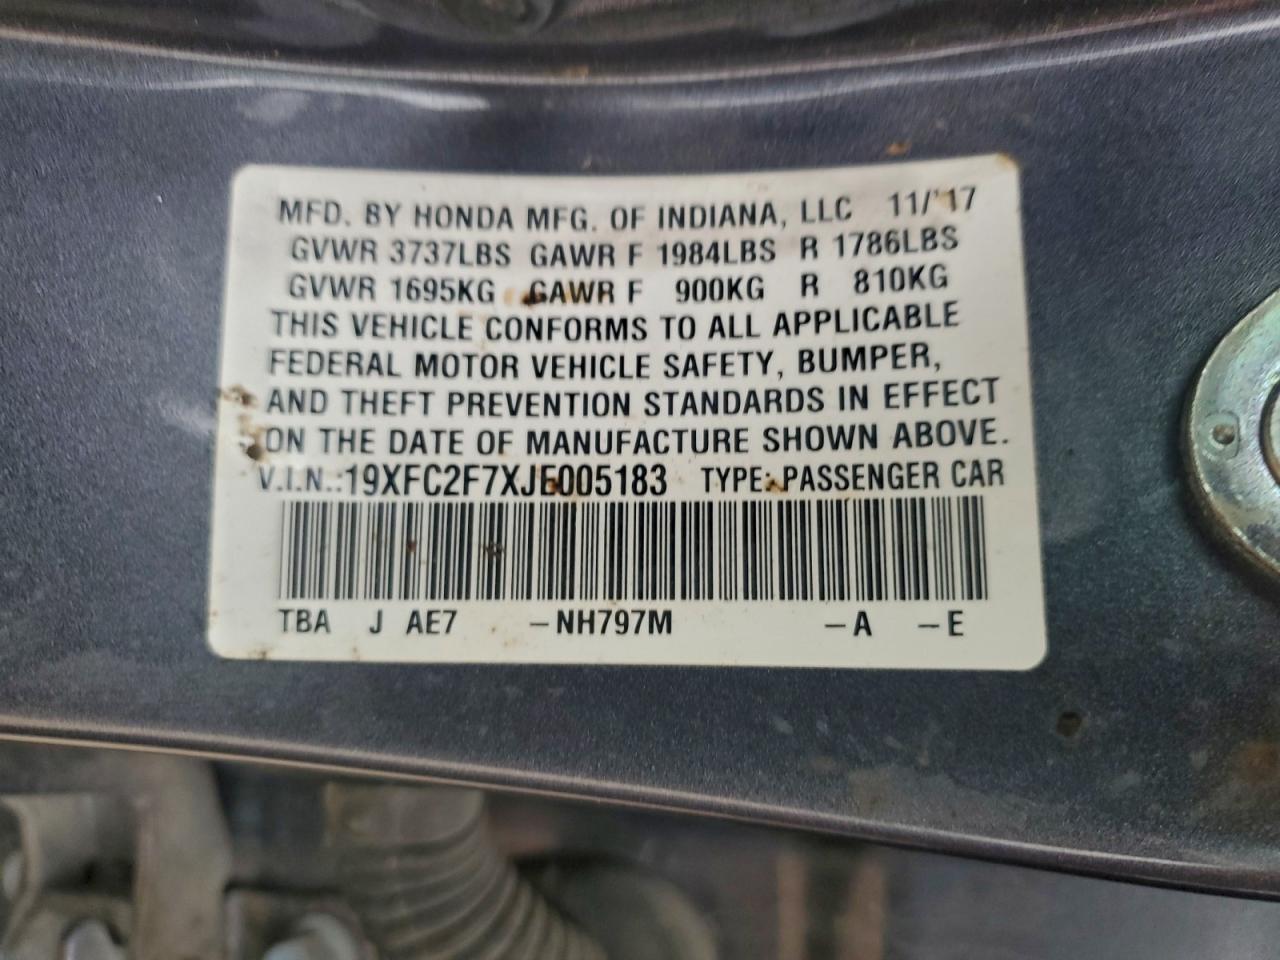 MFD. BY HONDA MFG. OF INDIANA, LLC 11/'17
GVWR 3737LBS GAWR F 1984LBS R 1786LBS
GVWR 1695KG GAWR F 900KG R 810KG
THIS VEHICLE CONFORMS TO ALL APPLICABLE
FEDERAL MOTOR VEHICLE SAFETY, BUMPER,
AND THEFT PREVENTION STANDARDS IN EFFECT
ON THE DATE OF MANUFACTURE SHOWN ABOVE.
V.I.N.:19XFC2F7XJE005183 TYPE: PASSENGER CAR
TBA J AE7 -NH797M -A -E